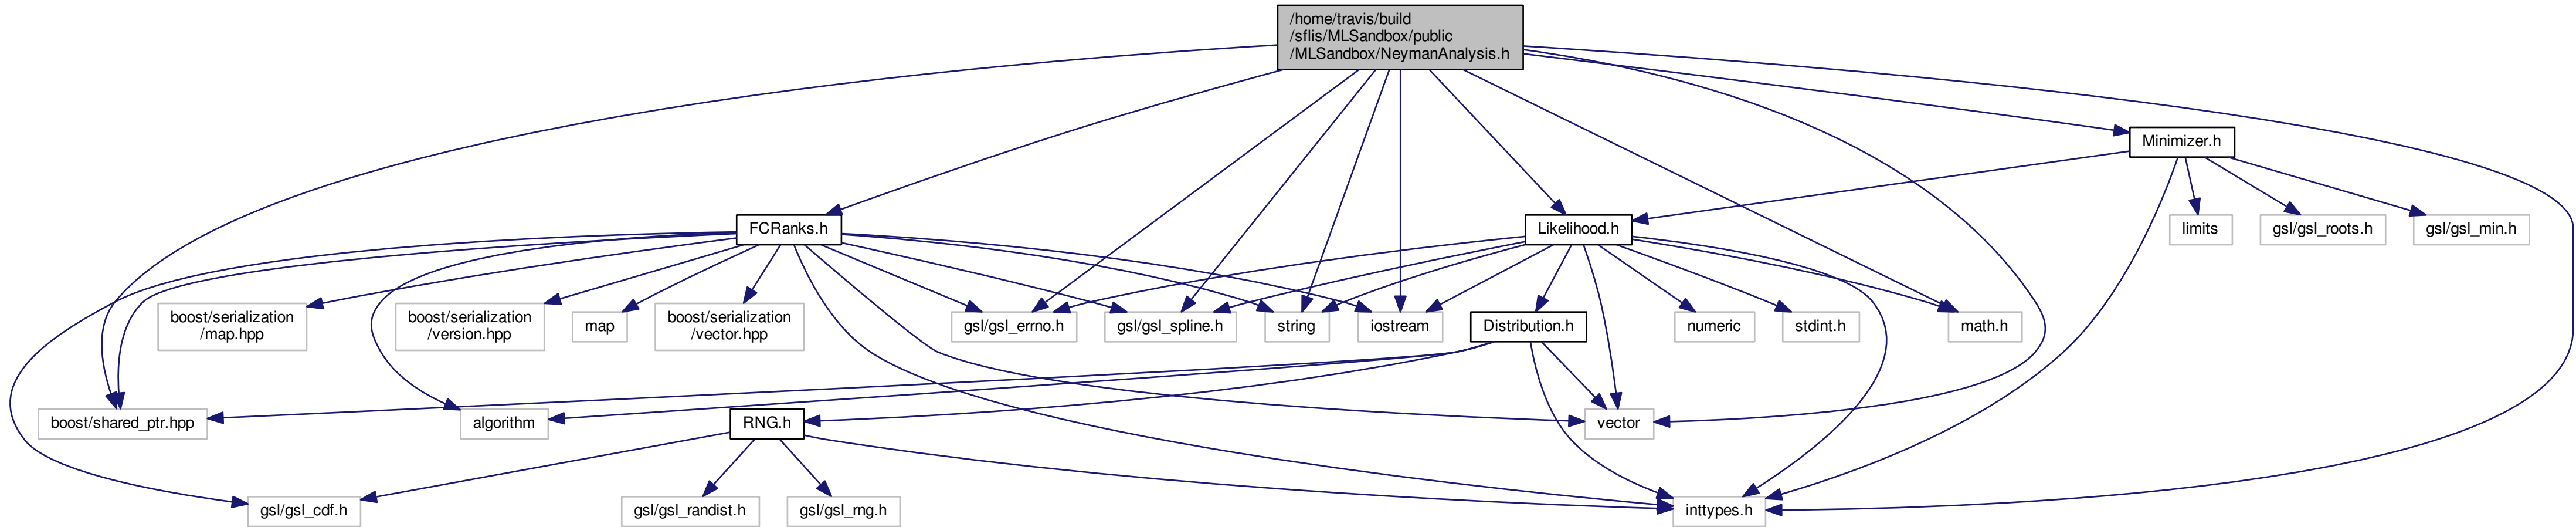 /home/travis/build
/sflis/MLSandbox/public
/MLSandbox/NeymanAnalysis.h
Minimizer.h
FCRanks.h
Likelihood.h
limits
gsl/gsl_roots.h
gsl/gsl_min.h
boost/serialization
/map.hpp
boost/serialization
/version.hpp
map
boost/serialization
/vector.hpp
gsl/gsl_errno.h
gsl/gsl_spline.h
string
iostream
Distribution.h
numeric
stdint.h
math.h
boost/shared_ptr.hpp
algorithm
RNG.h
vector
gsl/gsl_cdf.h
gsl/gsl_randist.h
gsl/gsl_rng.h
inttypes.h